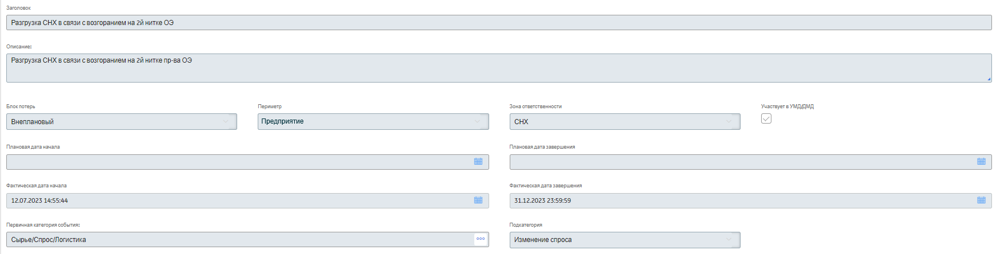 Заголовок
Разгрузка СНХ в связи с возгоранием на 2й нитке ОЭ
Описание:
Разгрузка СНХ в связи с возгоранием на 2й нитке пр-ва ОЭ
Блок потерь
Периметр
Зона ответственности
Участвует в УМД/ДМД
Внеплановый
Предприятие
СНХ
Плановая дата начала
Плановая дата завершения
Фактическая дата начала
Фактическая дата завершения
12.07.2023 14:55:44
31.12.2023 23:59:59
Первичная категория события:
Подкатегория
Сырье/Спрос/Логистика
Изменение спроса